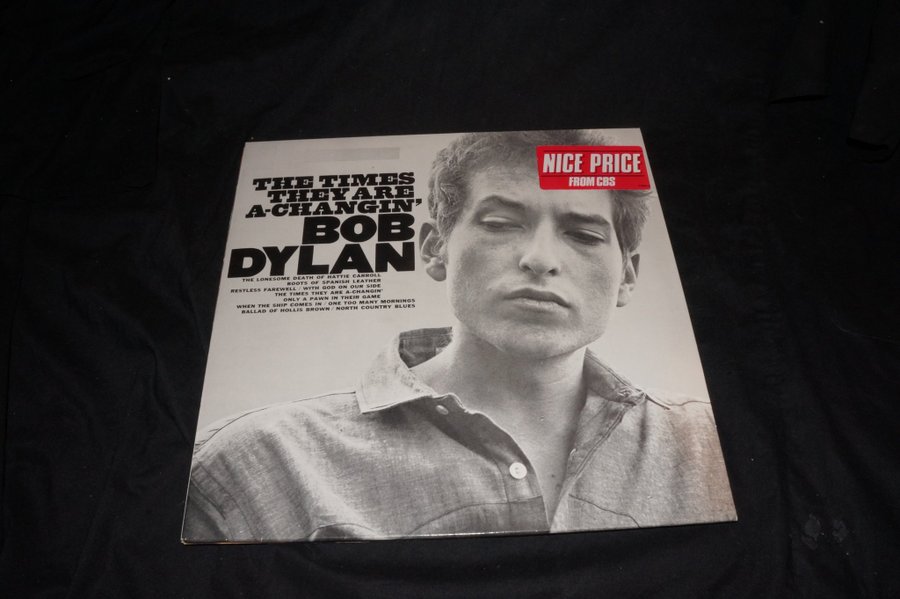 THE TIMES
THEY ARE
A-CHANGIN'
BOB
DYLAN
THE LONESOME DEATH OF HATTIE CARROLL
BOOTS OF SPANISH LEATHER
RESTLESS FAREWELL / WITH GOD ON OUR SIDE
THE TIMES THEY ARE A-CHANGIN'
ONLY A PAWN IN THEIR GAME
WHEN THE SHIP COMES IN / ONE TOO MANY MORNINGS
BALLAD OF HOLLIS BROWN / NORTH COUNTRY BLUES
NICE PRICE
FROM CBS